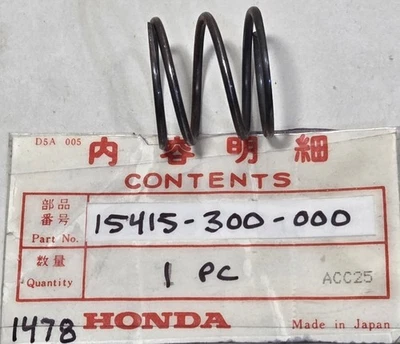 D5A 005
内容明細
CONTENTS
部品
番号
Part No.
15415-300-000
数量
Quantity
1 PC
ACC25
1478 HONDA Made in Japan